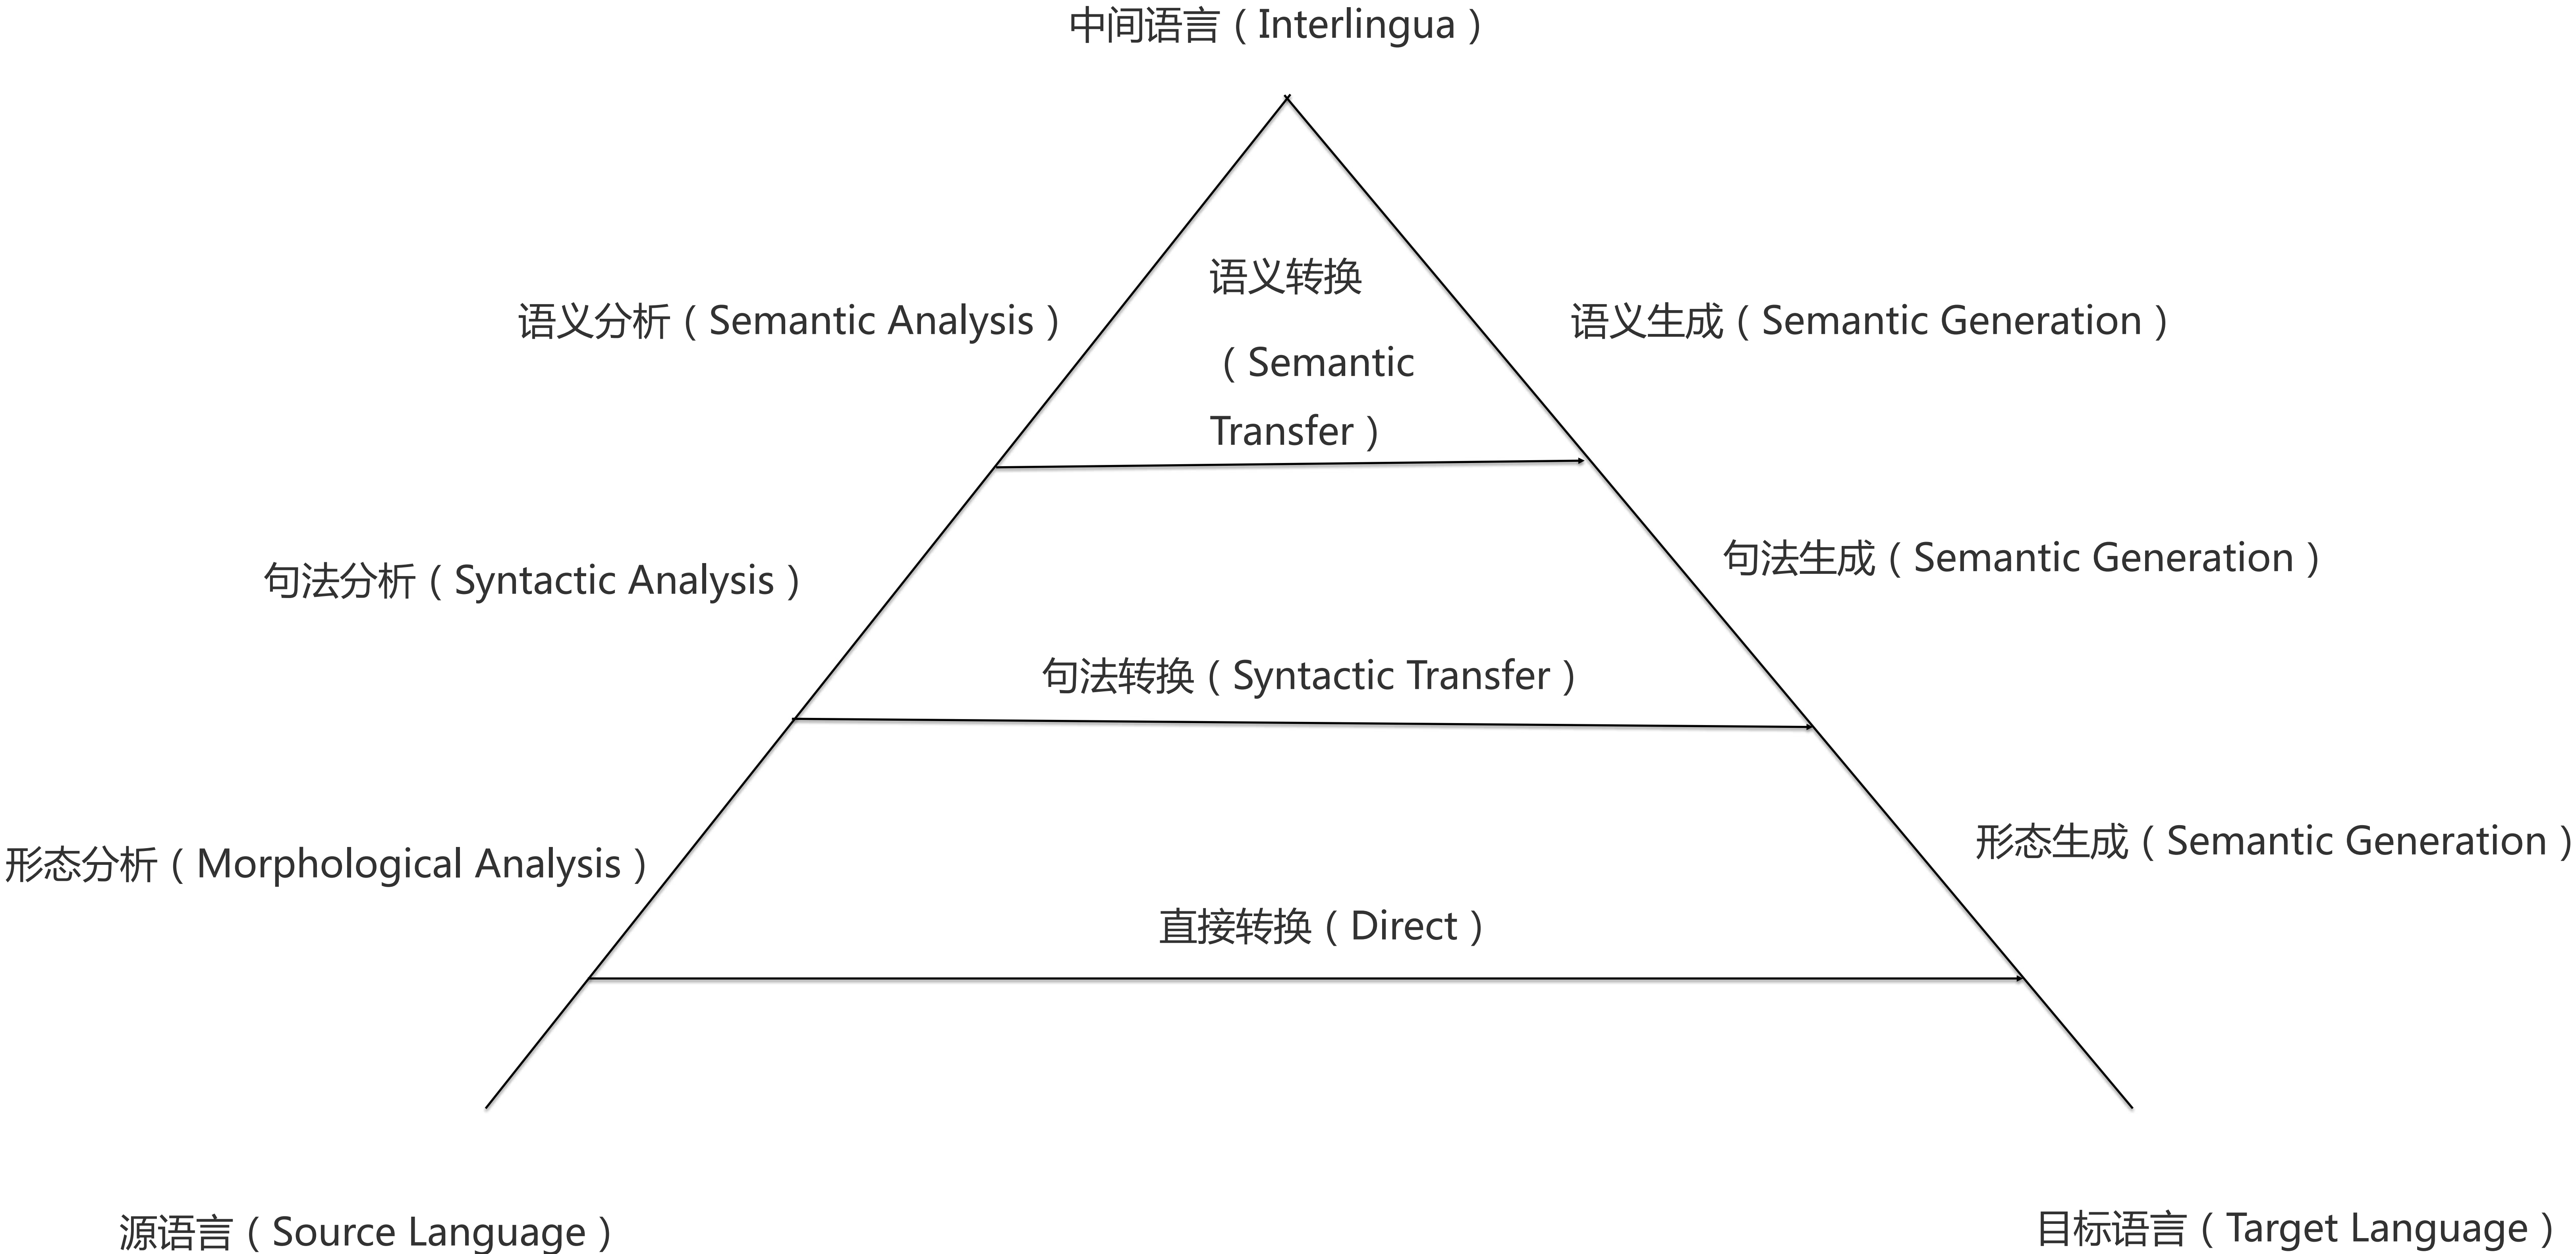 中间语言（Interlingua）
语义转换
（Semantic
Transfer）
语义分析（Semantic Analysis）
语义生成（Semantic Generation）
句法分析（Syntactic Analysis）
句法生成（Semantic Generation）
句法转换（Syntactic Transfer）
形态分析（Morphological Analysis）
形态生成（Semantic Generation）
直接转换（Direct）
源语言（Source Language）
目标语言（Target Language）